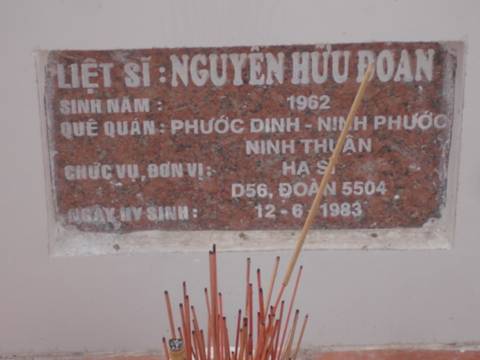 LIỆT SĨ : NGUYỄN HỮU ĐOAN
SINH NĂM : 1962
QUÊ QUÁN : PHƯỚC DINH - NINH PHƯỚC
NINH THUẬN
CHỨC VỤ, ĐƠN VỊ : HẠ SĨ
D56, ĐOÀN 5504
NGÀY HY SINH : 12 - 6 - 1983